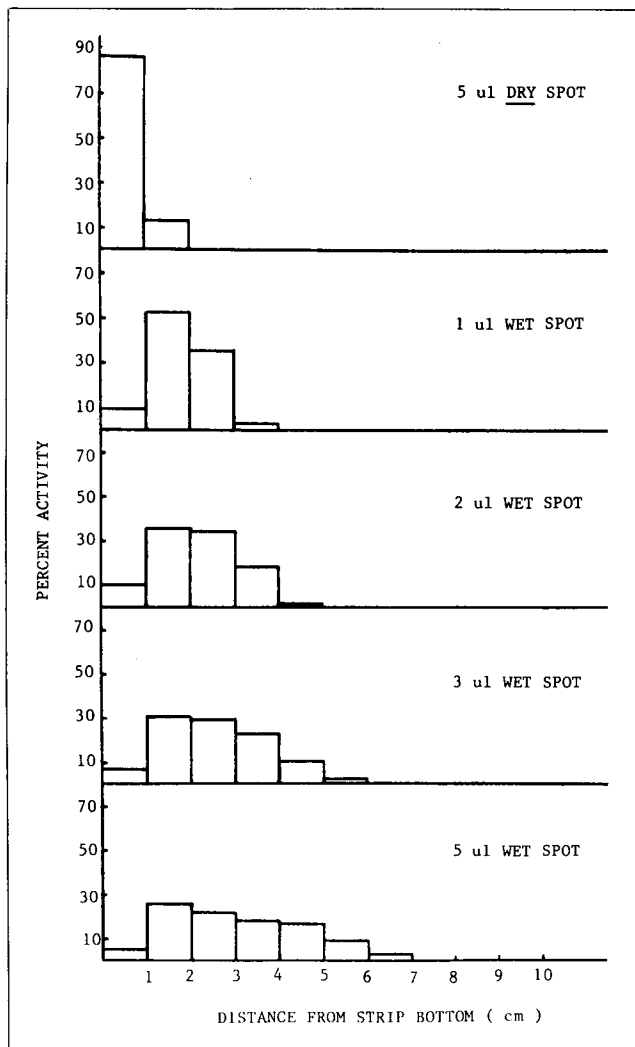 90
70
50
30
10
5 ul DRY SPOT
70
50
30
10
1 ul WET SPOT
70
50
30
10
2 ul WET SPOT
70
50
30
10
3 ul WET SPOT
70
50
30
10
5 ul WET SPOT
PERCENT ACTIVITY
1 2 3 4 5 6 7 8 9 10
DISTANCE FROM STRIP BOTTOM ( cm )